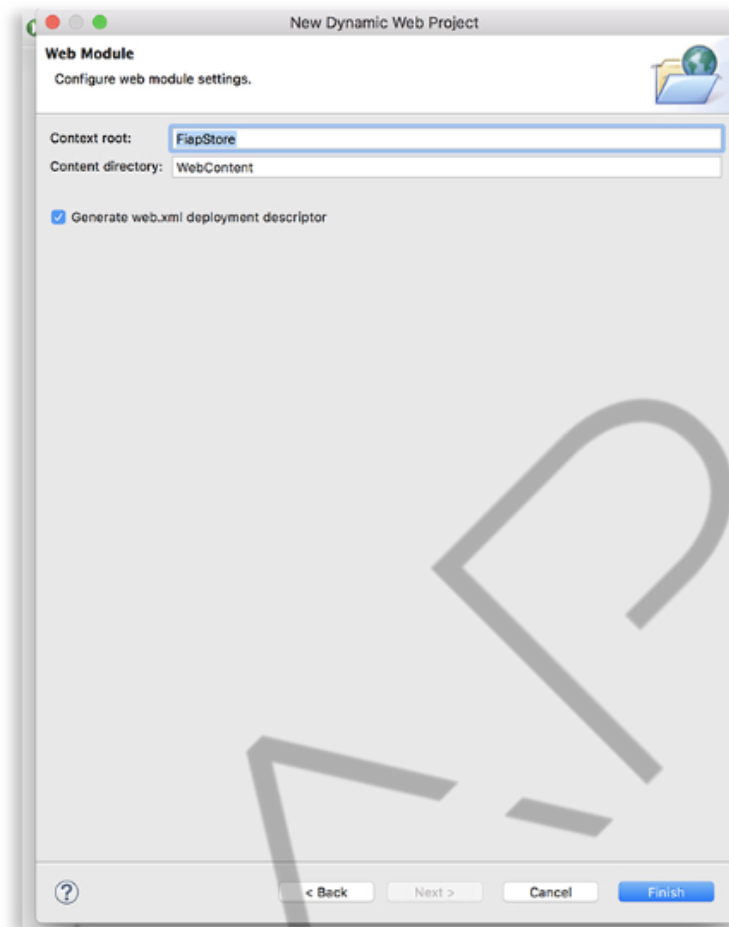 New Dynamic Web Project
Web Module
Configure web module settings.
Context root: FiapStore
Content directory: WebContent
Generate web.xml deployment descriptor
?
< Back Next > Cancel Finish